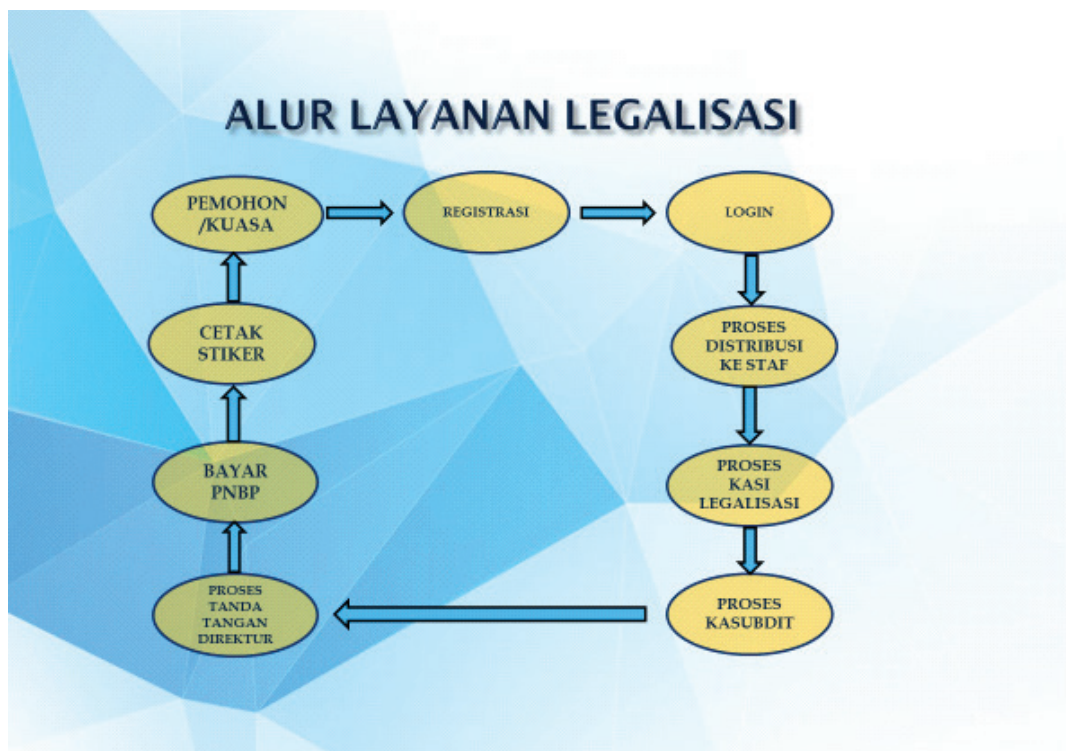 ALUR LAYANAN LEGALISASI
PEMOHON
/KUASA
REGISTRASI
LOGIN
PROSES
DISTRIBUSI
KE STAF
PROSES
KASI
LEGALISASI
PROSES
KASUBDIT
PROSES
TANDA
TANGAN
DIREKTUR
BAYAR
PNBP
CETAK
STIKER